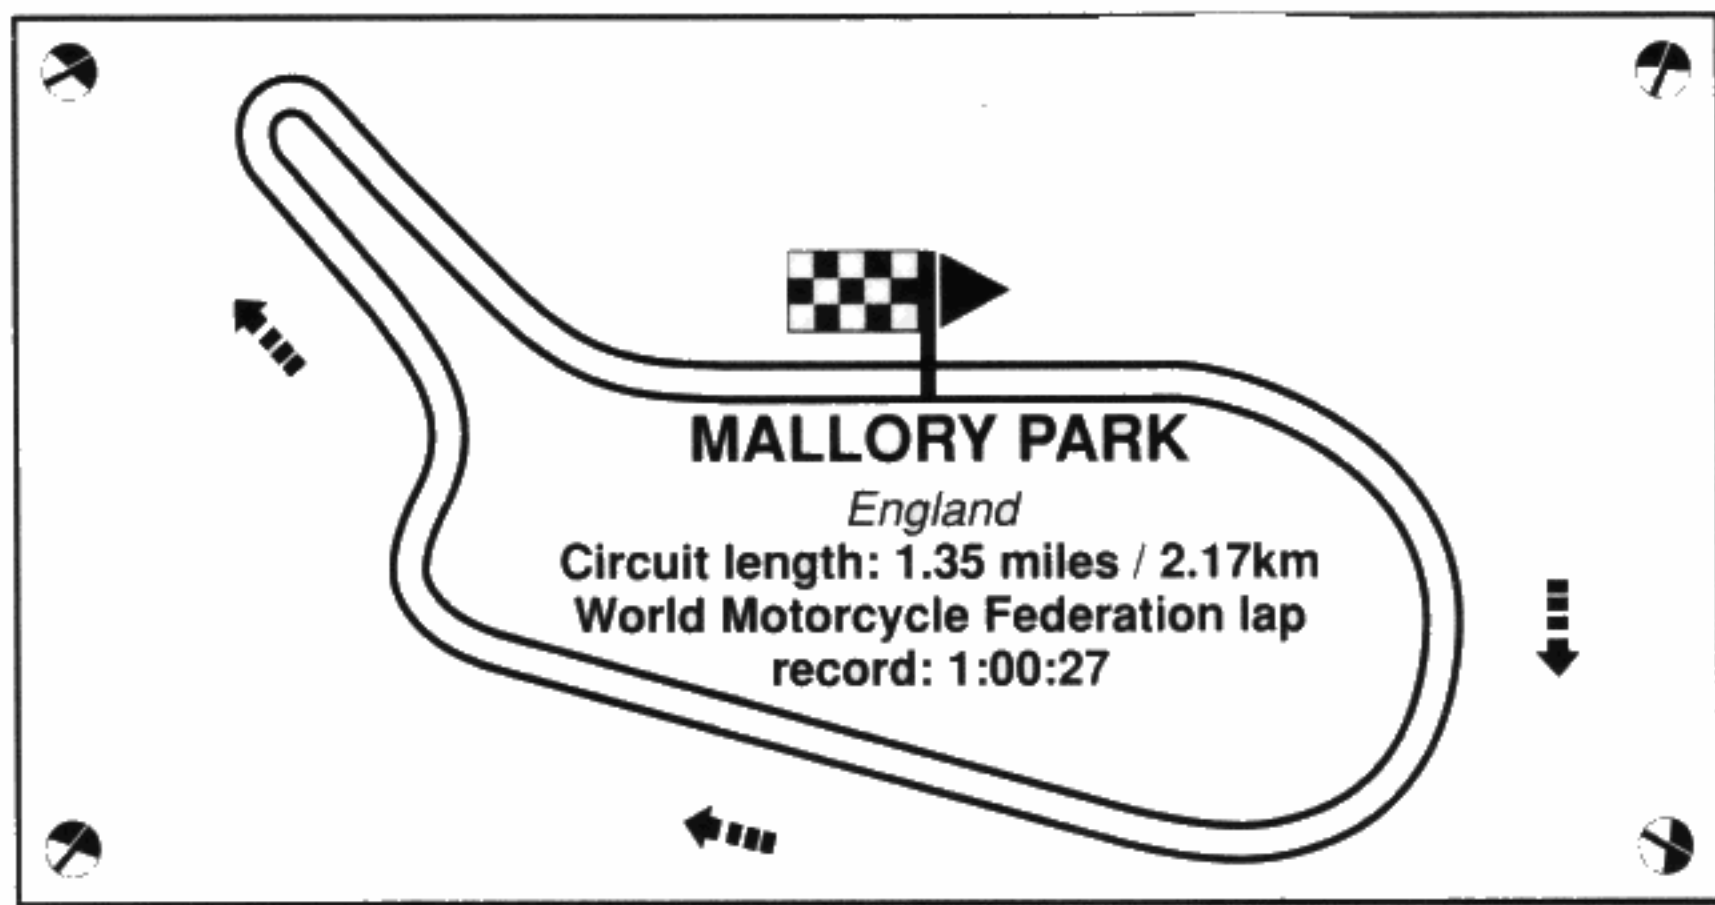 MALLORY PARK
England
Circuit length: 1.35 miles / 2.17km
World Motorcycle Federation lap
record: 1:00:27